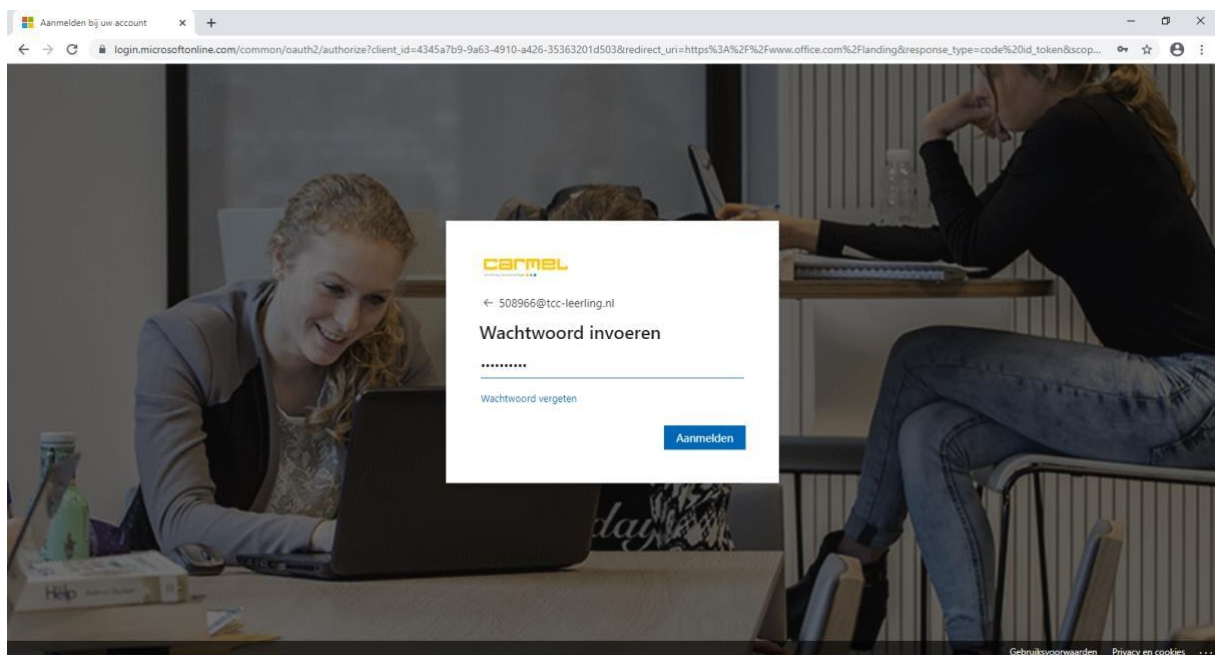 Aanmelden bij uw account
login.microsoftonline.com/common/oauth2/authorize?client_id=4345a7b9-9a63-4910-a426-35363201d503&redirect_uri=https%3A%2F%2Fwww.office.com%2Flanding&response_type=code%20id_token&scop...
carmel
← 508966@tcc-leerling.nl
Wachtwoord invoeren
••••••••••
Wachtwoord vergeten
Aanmelden
day
Help
Gebruiksvoorwaarden Privacy en cookies ...